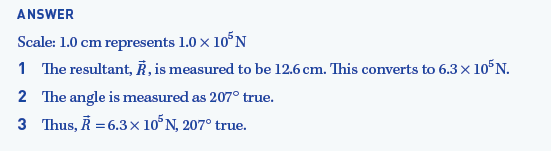 ANSWER
Scale: 1.0 cm represents 1.0 × 10⁵ N
1 The resultant, R⃗, is measured to be 12.6 cm. This converts to 6.3 × 10⁵ N.
2 The angle is measured as 207° true.
3 Thus, R⃗ = 6.3 × 10⁵ N, 207° true.